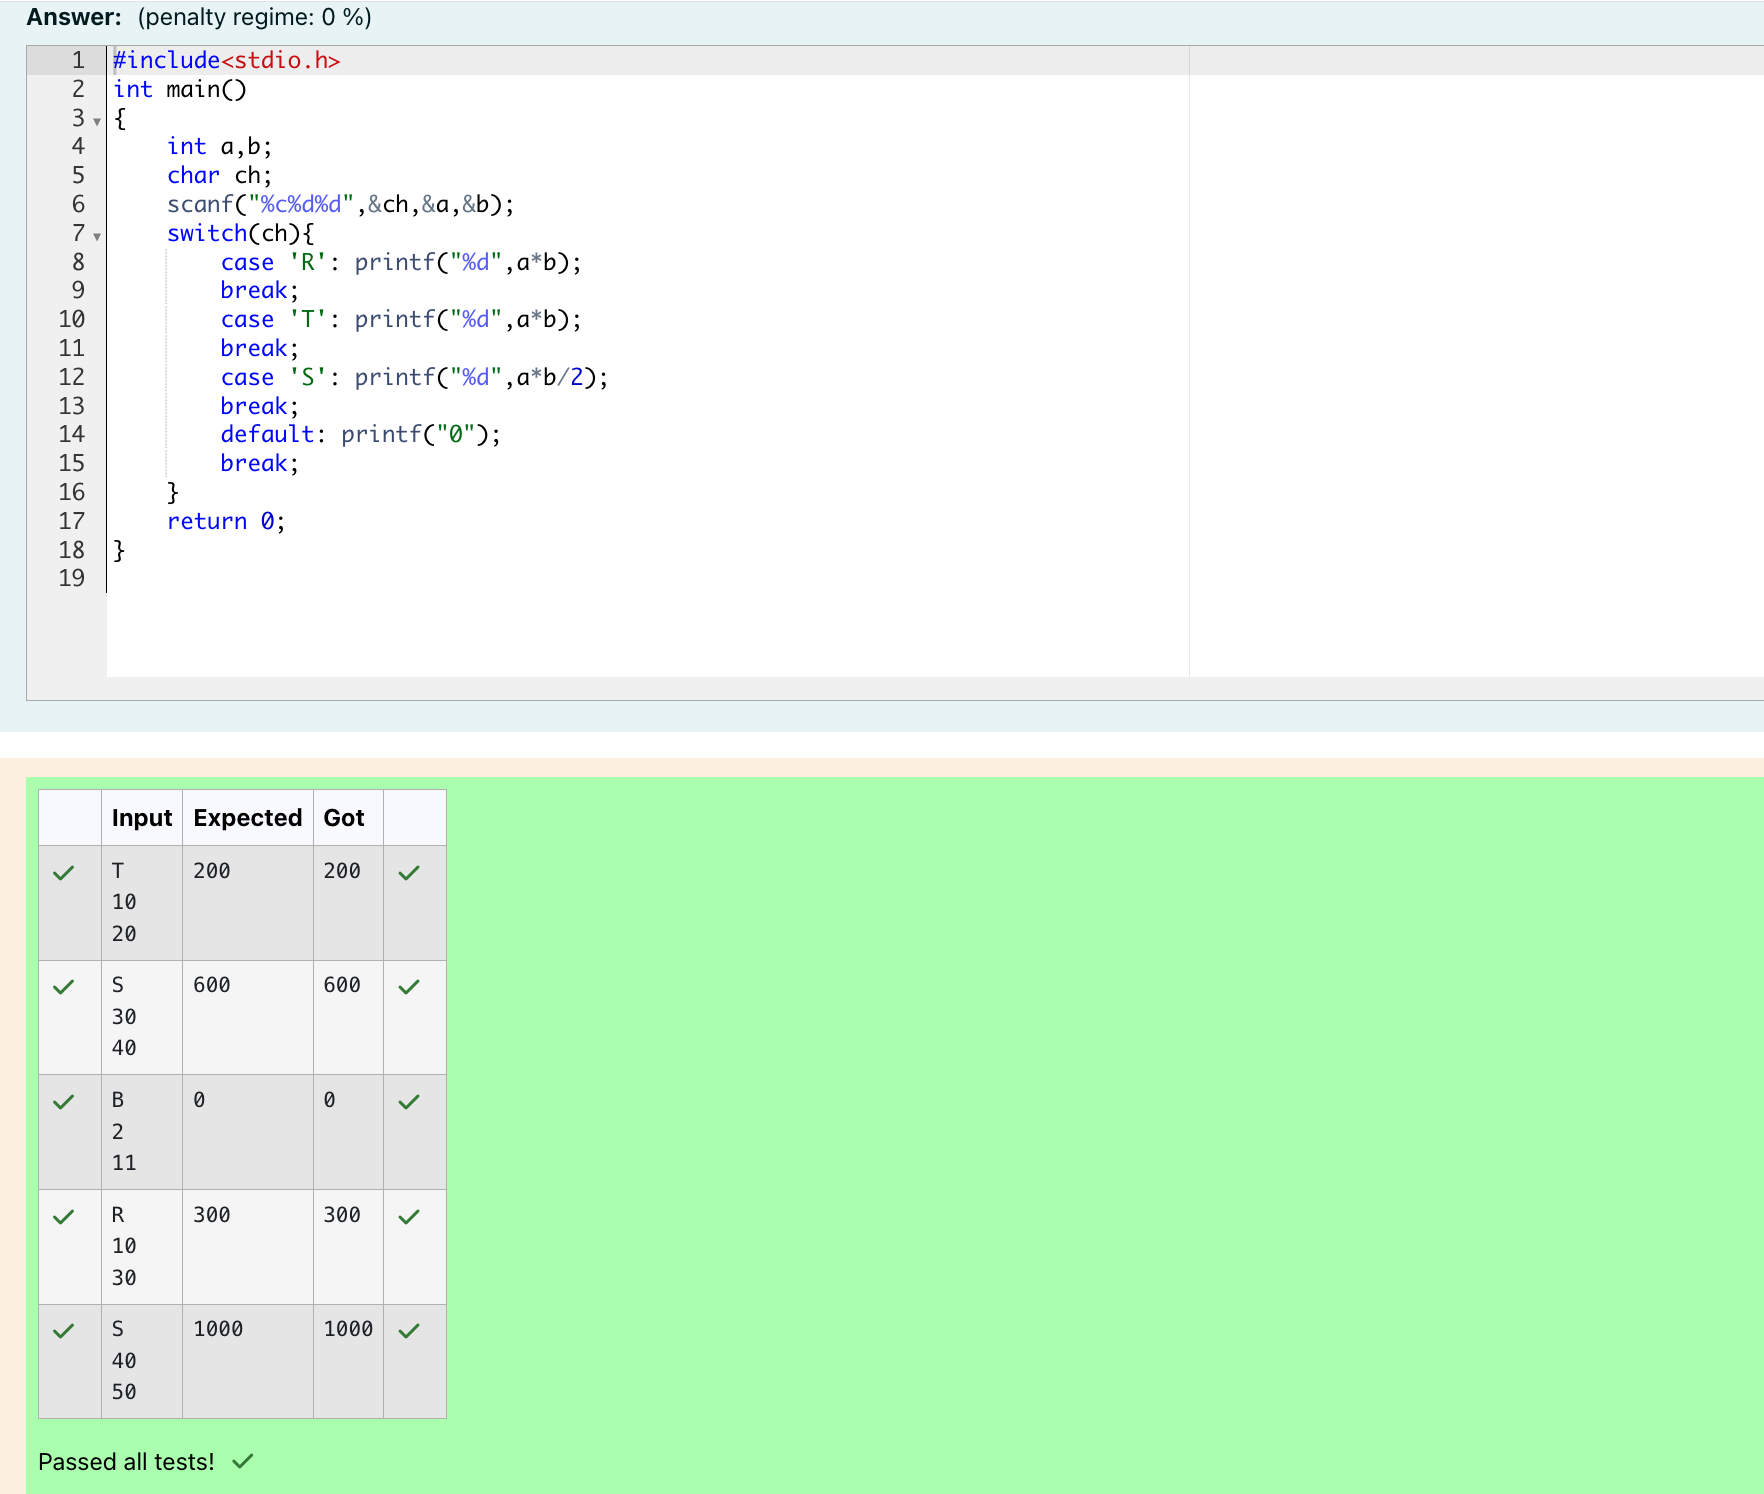 Answer: (penalty regime: 0 %)
1 #include<stdio.h>
2 int main()
3 {
4     int a,b;
5     char ch;
6     scanf("%c%d%d",&ch,&a,&b);
7     switch(ch){
8         case 'R': printf("%d",a*b);
9         break;
10         case 'T': printf("%d",a*b);
11         break;
12         case 'S': printf("%d",a*b/2);
13         break;
14         default: printf("0");
15         break;
16     }
17     return 0;
18 }
19
Input Expected Got
T 200 200
10
20
S 600 600
30
40
B 0 0
2
11
R 300 300
10
30
S 1000 1000
40
50
Passed all tests!